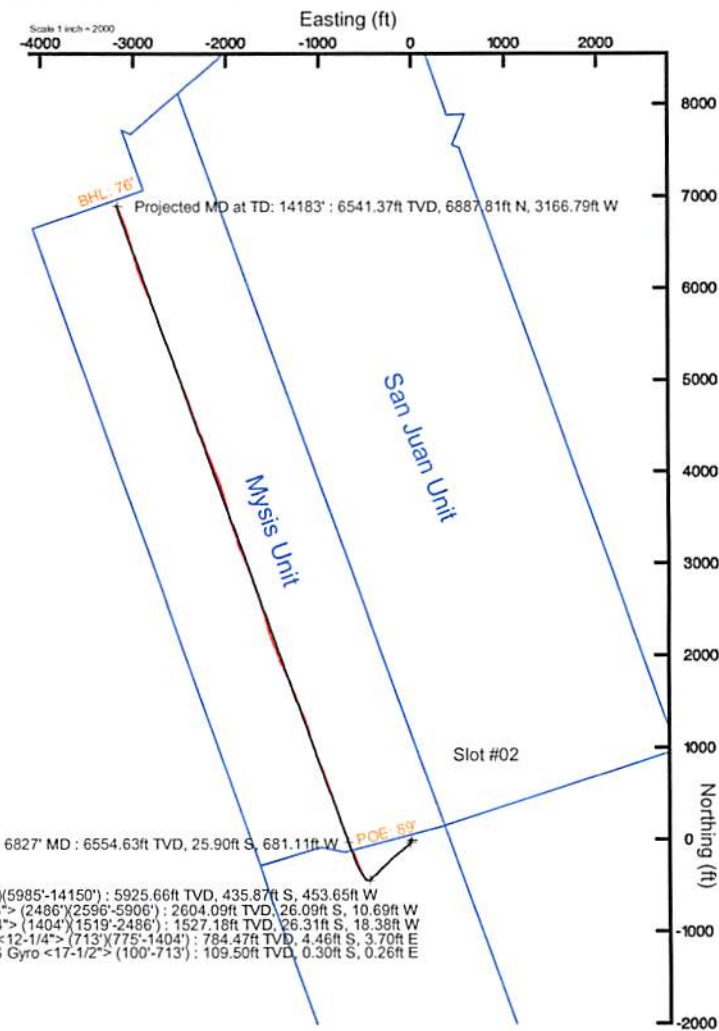 Easting (ft)
Scale 1 inch = 2000
-4000 -3000 -2000 -1000 0 1000 2000
8000
BHL: 76'
7000
Projected MD at TD: 14183' : 6541.37ft TVD, 6887.81ft N, 3166.79ft W
6000
5000
San Juan Unit
4000
Mysis Unit
3000
2000
1000
Slot #02
Northing (ft)
0
POE: 89'
6827' MD : 6554.63ft TVD, 25.90ft S, 681.11ft W
)(5985'-14150') : 5925.66ft TVD, 435.87ft S, 453.65ft W
"> (2486')(2596'-5906') : 2604.09ft TVD, 26.09ft S, 10.69ft W
"> (1404')(1519'-2486') : 1527.18ft TVD, 26.31ft S, 18.38ft W
<12-1/4"> (713')(775'-1404') : 784.47ft TVD, 4.46ft S, 3.70ft E
Gyro <17-1/2"> (100'-713') : 109.50ft TVD, 0.30ft S, 0.26ft E
-1000
-2000